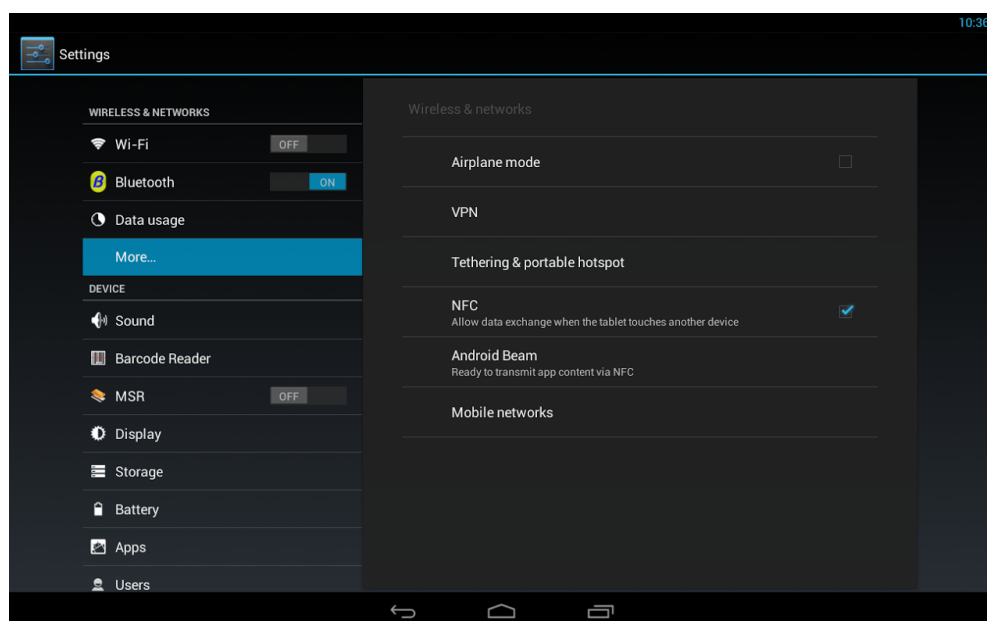 10:36
Settings
WIRELESS & NETWORKS
Wi-Fi OFF
Bluetooth ON
Data usage
More...
DEVICE
Sound
Barcode Reader
MSR OFF
Display
Storage
Battery
Apps
Users
Wireless & networks
Airplane mode
VPN
Tethering & portable hotspot
NFC
Allow data exchange when the tablet touches another device
Android Beam
Ready to transmit app content via NFC
Mobile networks